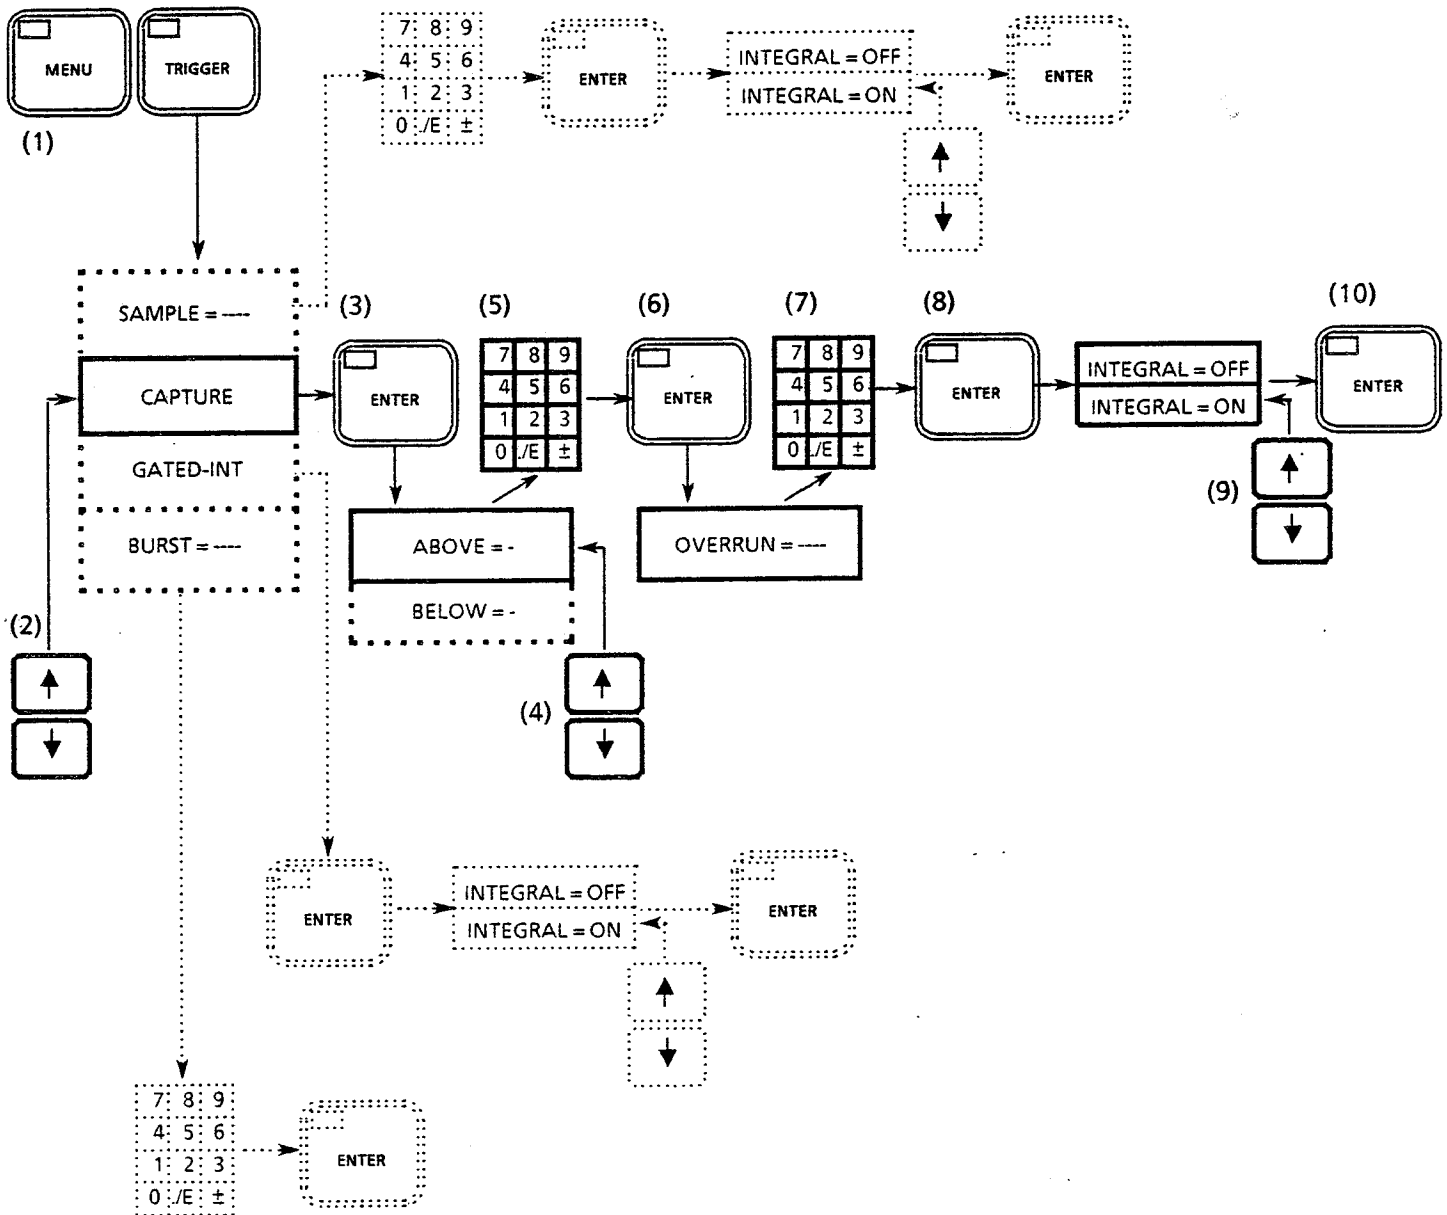 MENU
TRIGGER
(1)
7 8 9
4 5 6
1 2 3
0 ./E ±
ENTER
INTEGRAL = OFF
INTEGRAL = ON
ENTER
SAMPLE = ----
CAPTURE
GATED-INT
BURST = ----
(2)
(3)
ENTER
ABOVE = -
BELOW = -
(4)
(5)
7 8 9
4 5 6
1 2 3
0 ./E ±
(6)
ENTER
OVERRUN = ----
(7)
7 8 9
4 5 6
1 2 3
0 ./E ±
(8)
ENTER
INTEGRAL = OFF
INTEGRAL = ON
(9)
(10)
ENTER
ENTER
INTEGRAL = OFF
INTEGRAL = ON
ENTER
7 8 9
4 5 6
1 2 3
0 ./E ±
ENTER